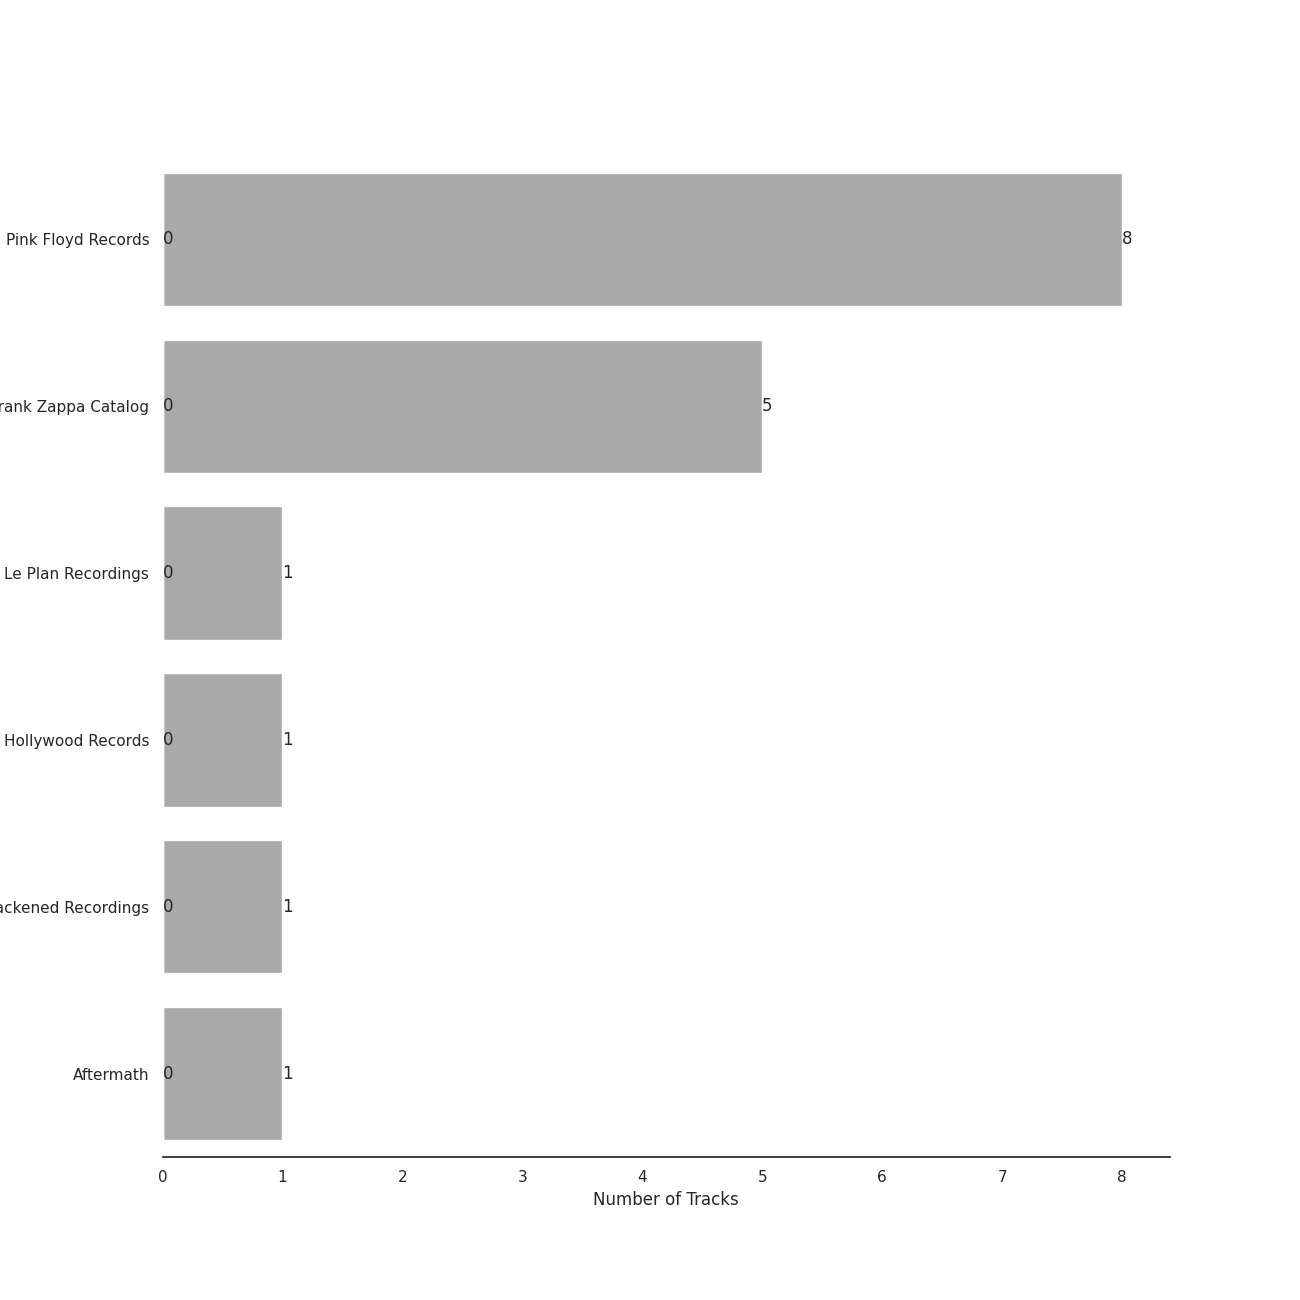 Pink Floyd Records 0 8
rank Zappa Catalog 0 5
Le Plan Recordings 0 1
Hollywood Records 0 1
ackened Recordings 0 1
Aftermath 0 1
0 1 2 3 4 5 6 7 8
Number of Tracks